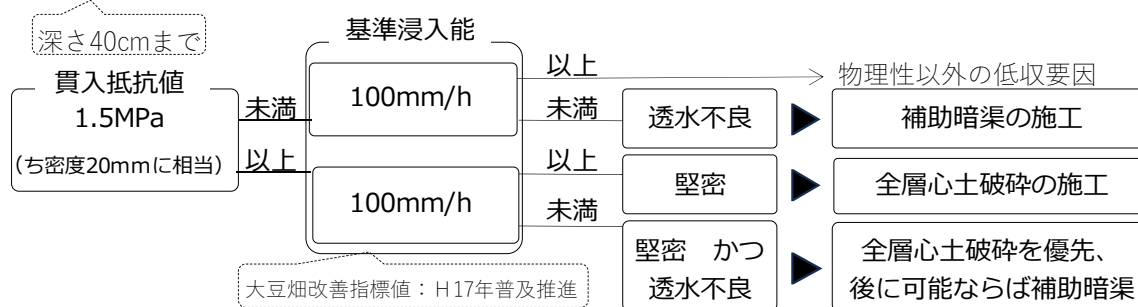 深さ40cmまで
貫入抵抗値
1.5MPa
(ち密度20mmに相当)
未満
以上
基準浸入能
100mm/h
100mm/h
以上
未満
以上
未満
物理性以外の低収要因
透水不良
補助暗渠の施工
堅密
全層心土破砕の施工
堅密　かつ
透水不良
全層心土破砕を優先、
後に可能ならば補助暗渠
大豆畑改善指標値：H17年普及推進